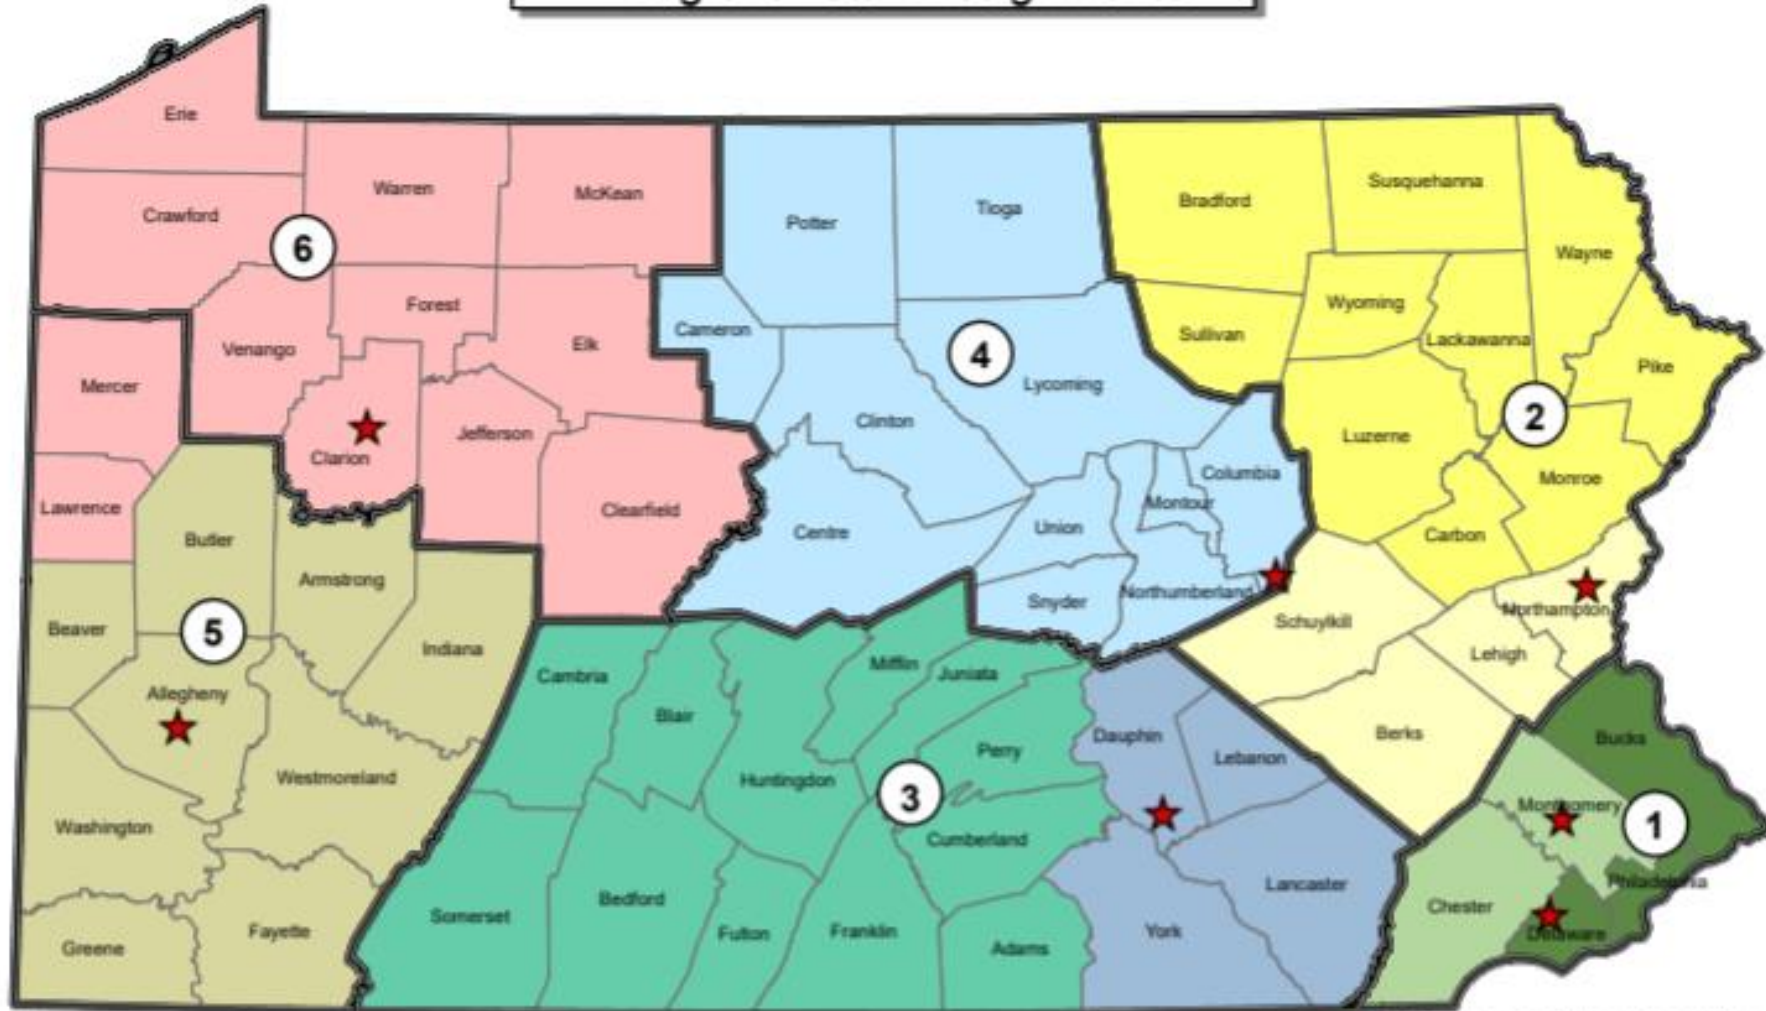 Erie
Warren
McKean
Crawford
6
Forest
Venango
Elk
Mercer
Clarion
Jefferson
Lawrence
Clearfield
Potter
Tioga
Cameron
4
Lycoming
Clinton
Columbia
Montour
Centre
Union
Snyder
Northumberland
Bradford
Susquehanna
Wayne
Wyoming
Sullivan
Lackawanna
Pike
2
Luzerne
Monroe
Carbon
Northampton
Schuylkill
Lehigh
Berks
Butler
Armstrong
Beaver
5
Indiana
Allegheny
Westmoreland
Washington
Greene
Fayette
Cambria
Mifflin
Juniata
Blair
Perry
Huntingdon
3
Cumberland
Bedford
Somerset
Fulton
Franklin
Adams
Dauphin
Lebanon
Lancaster
York
Bucks
Montgomery
1
Philadelphia
Chester
Delaware